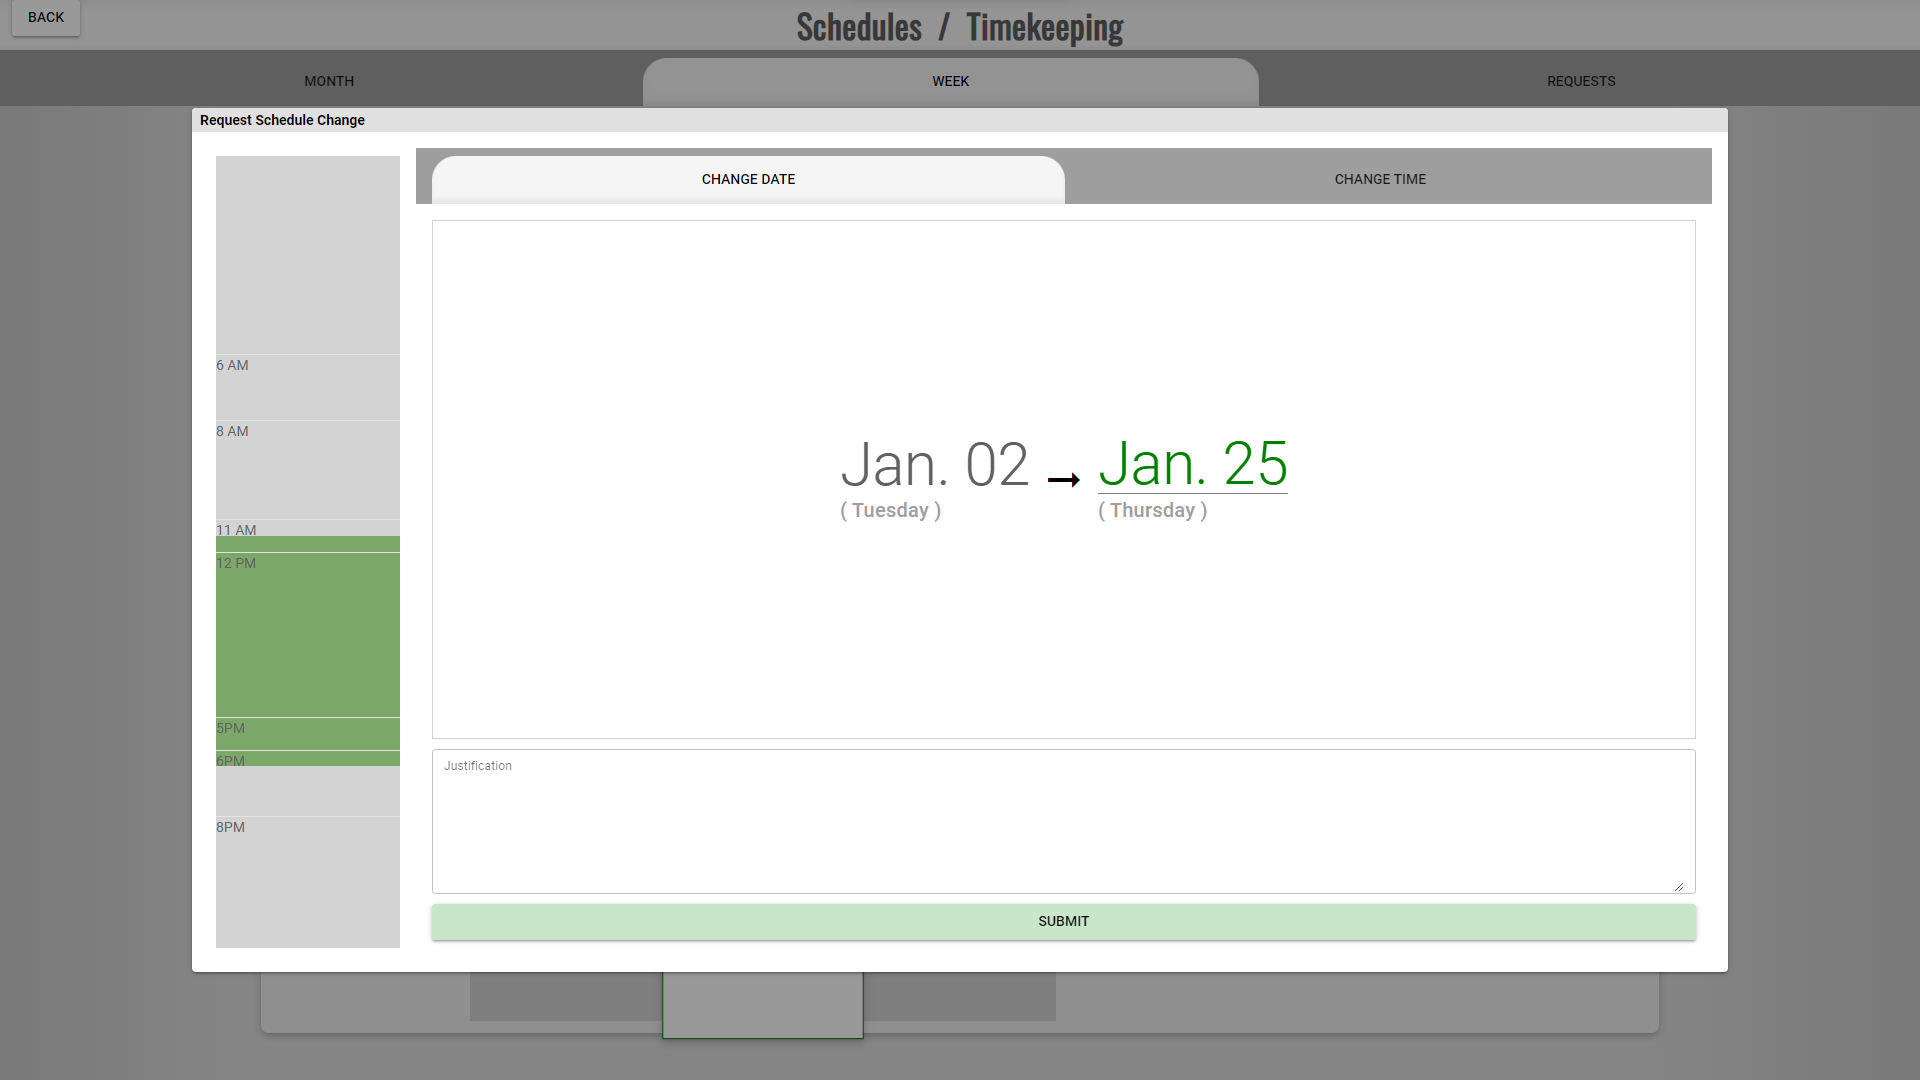 BACK
Schedules / Timekeeping
MONTH
WEEK
REQUESTS
Request Schedule Change
CHANGE DATE
CHANGE TIME
6 AM
8 AM
11 AM
12 PM
5PM
6PM
8PM
Jan. 02
( Tuesday )
Jan. 25
( Thursday )
Justification
SUBMIT